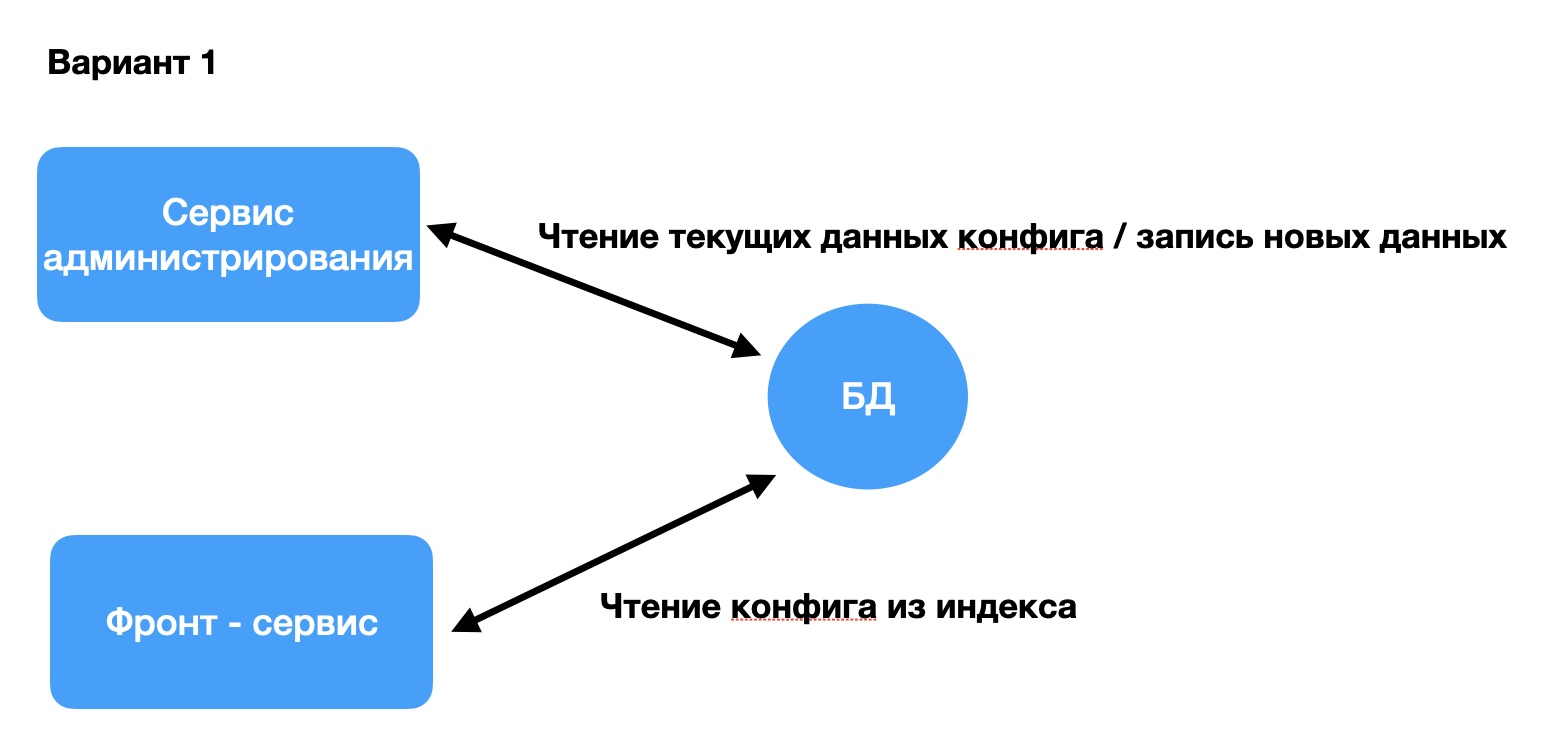 Вариант 1
Сервис
администрирования
Чтение текущих данных конфига / запись новых данных
БД
Фронт - сервис
Чтение конфига из индекса